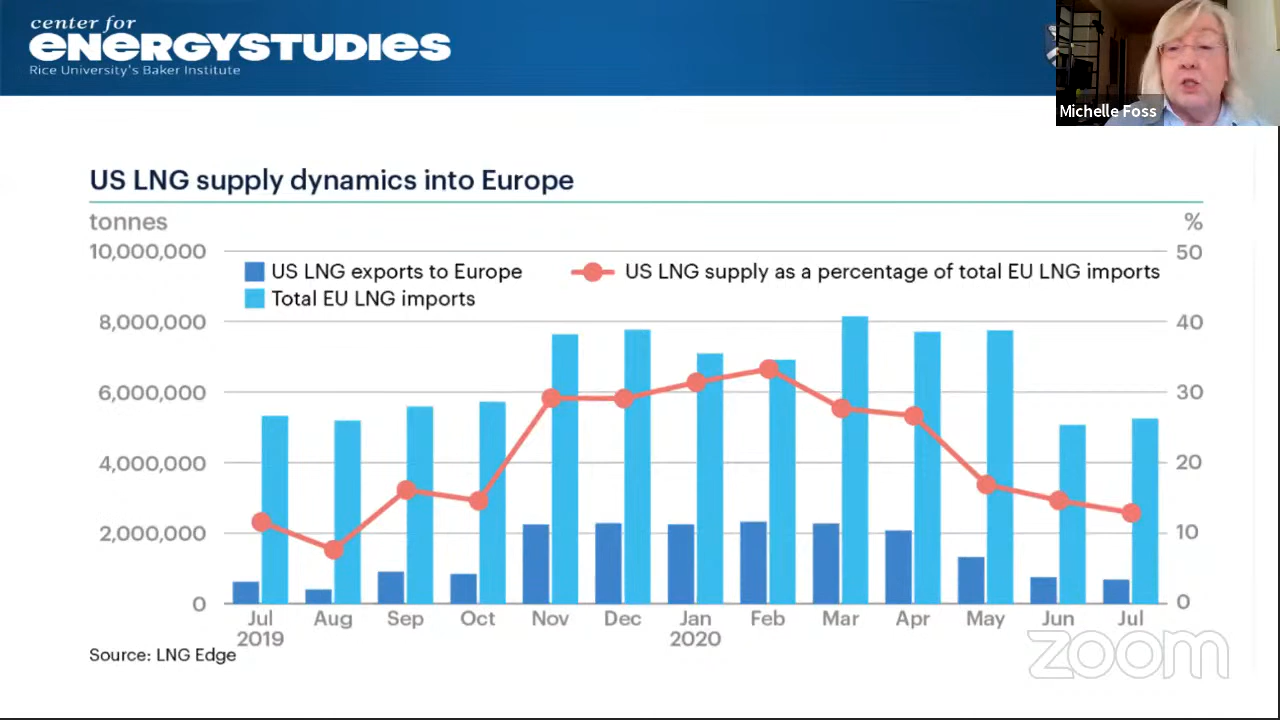 center for
ENERGYSTUDIES
Rice University's Baker Institute
Michelle Foss
US LNG supply dynamics into Europe
tonnes
%
10,000,000
50
US LNG exports to Europe
US LNG supply as a percentage of total EU LNG imports
Total EU LNG imports
8,000,000
40
6,000,000
30
4,000,000
20
2,000,000
10
0
0
Jul Aug Sep Oct Nov Dec Jan Feb Mar Apr May Jun Jul
2019 2020
Source: LNG Edge
zoom